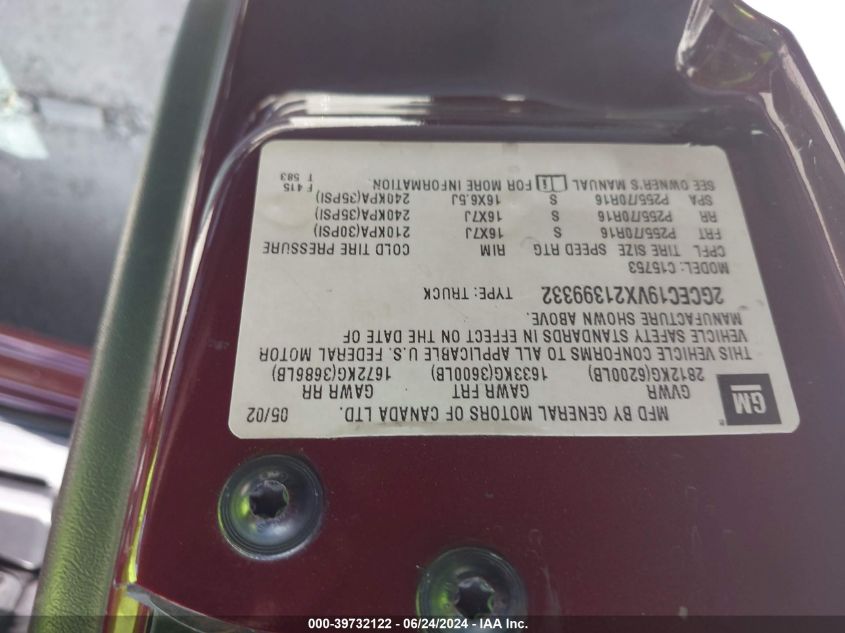 GM
MFD BY GENERAL MOTORS OF CANADA LTD. 05/02
GVWR GAWR FRT GAWR RR
2812KG(6200LB) 1633KG(3600LB) 1672KG(3686LB)
THIS VEHICLE CONFORMS TO ALL APPLICABLE U.S. FEDERAL MOTOR
VEHICLE SAFETY STANDARDS IN EFFECT ON THE DATE OF
MANUFACTURE SHOWN ABOVE.
2GCEC19VX21399332 TYPE: TRUCK
MODEL: C15753
CPFL TIRE SIZE SPEED RTG RIM COLD TIRE PRESSURE
FRT P255/70R16 S 16X7J 210KPA(30PSI)
RR P255/70R16 S 16X7J 240KPA(35PSI)
SPA P255/70R16 S 16X6.5J 240KPA(35PSI)
SEE OWNER'S MANUAL FOR MORE INFORMATION.
F 415
T 583
000-39732122 - 06/24/2024 - IAA Inc.